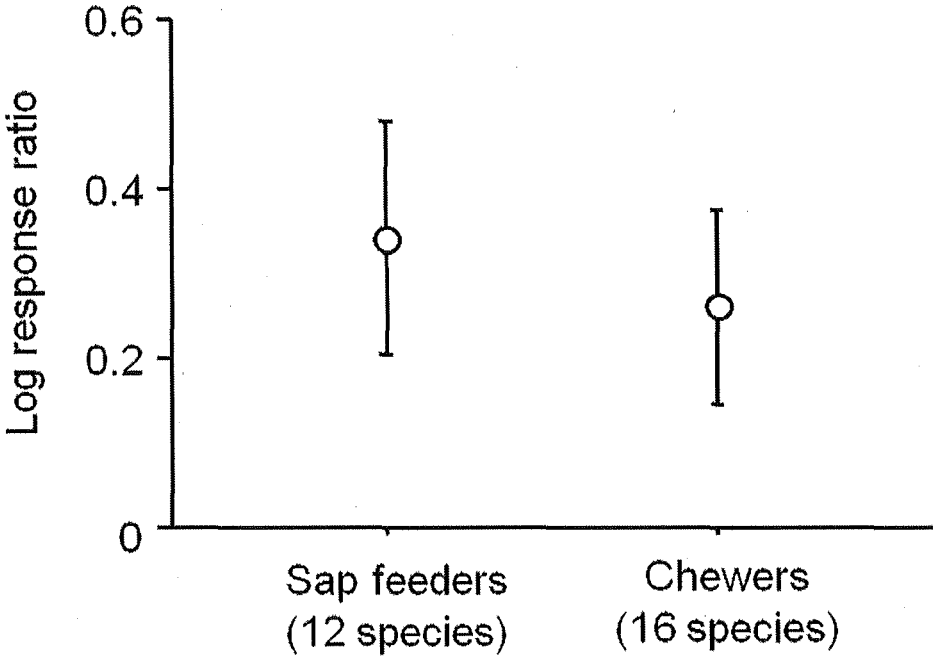 0.6
0.4
0.2
0
Log response ratio
Sap feeders
(12 species)
Chewers
(16 species)